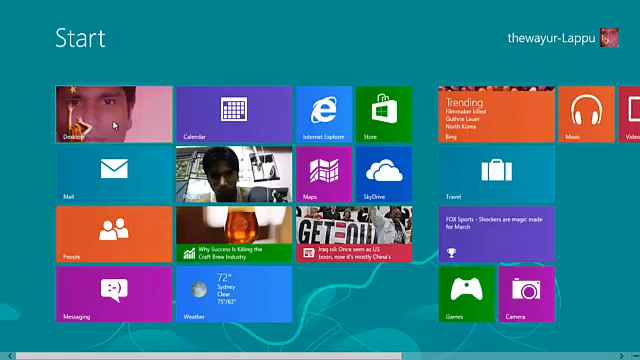 Start
thewayur-Lappu
Desktop
Calendar
Internet Explorer
Store
Trending
Filmmaker killed
Guthrie Lauer
North Korea
Bing
Music
Video
Mail
Photos
Maps
SkyDrive
Travel
People
Why Success Is Killing the
Craft Brew Industry
GET
Iraq oil: Once seen as US
boon, now it's mostly China's
FOX Sports - Shockers are magic made
for March
Messaging
:-)
72°
Sydney
Clear
75°/63°
Weather
Games
Camera